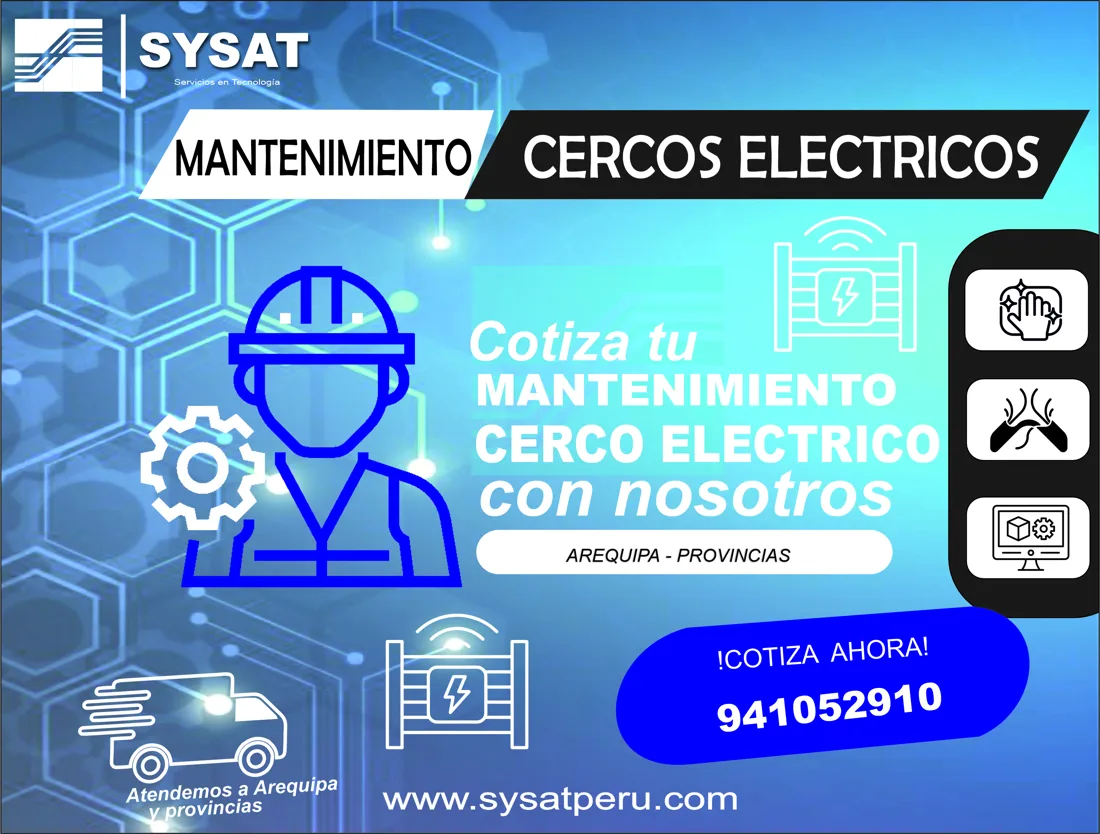 SYSAT
Servicios en Tecnología
MANTENIMIENTO CERCOS ELECTRICOS
Cotiza tu
MANTENIMIENTO
CERCO ELECTRICO
con nosotros
AREQUIPA - PROVINCIAS
!COTIZA AHORA!
941052910
Atendemos a Arequipa
y provincias
www.sysatperu.com